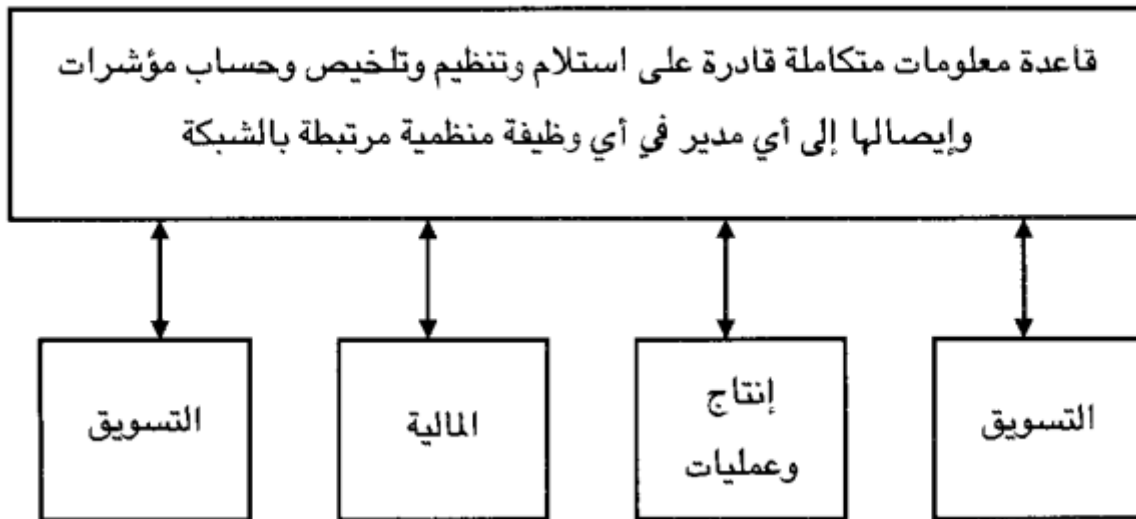 قاعدة معلومات متكاملة قادرة على استلام وتنظيم وتلخيص وحساب مؤشرات
وإيصالها إلى أي مدير في أي وظيفة منظمية مرتبطة بالشبكة
التسويق
إنتاج
وعمليات
المالية
التسويق